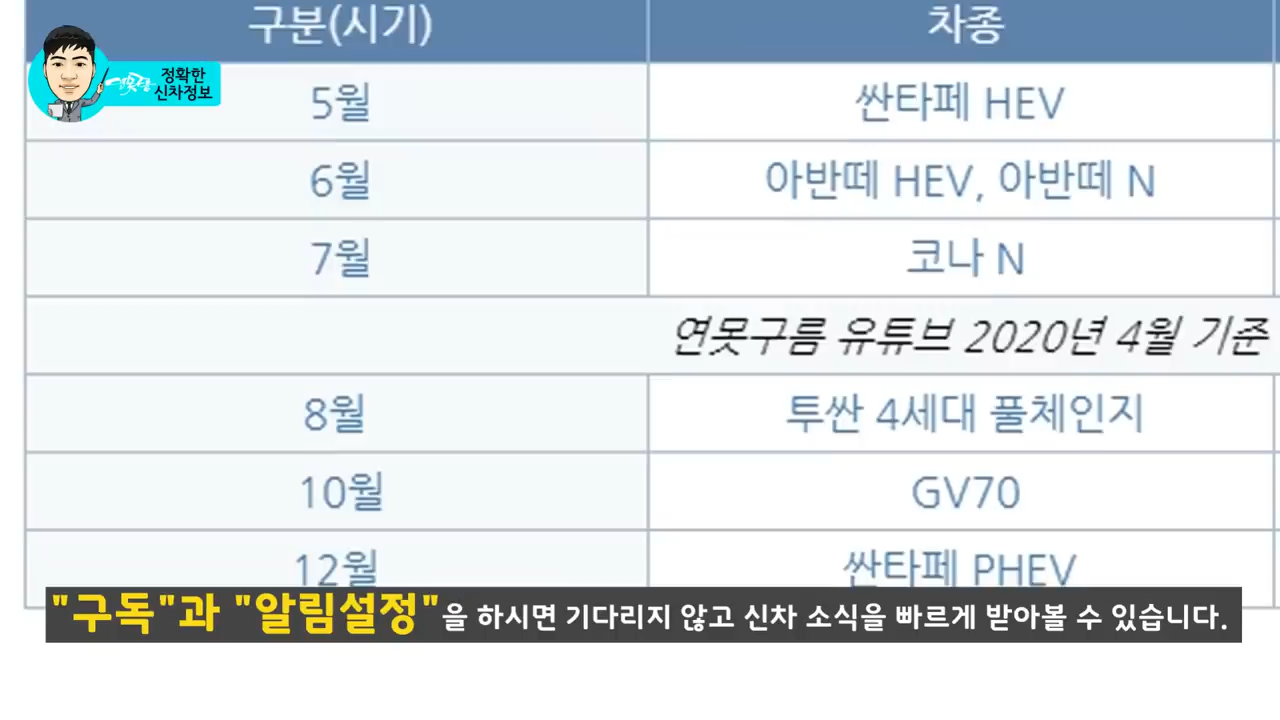 구분(시기) 차종
정확한
신차정보
5월 싼타페 HEV
6월 아반떼 HEV, 아반떼 N
7월 코나 N
연못구름 유튜브 2020년 4월 기준
8월 투싼 4세대 풀체인지
10월 GV70
12월 싼타페 PHEV
"구독"과 "알림설정"을 하시면 기다리지 않고 신차 소식을 빠르게 받아볼 수 있습니다.